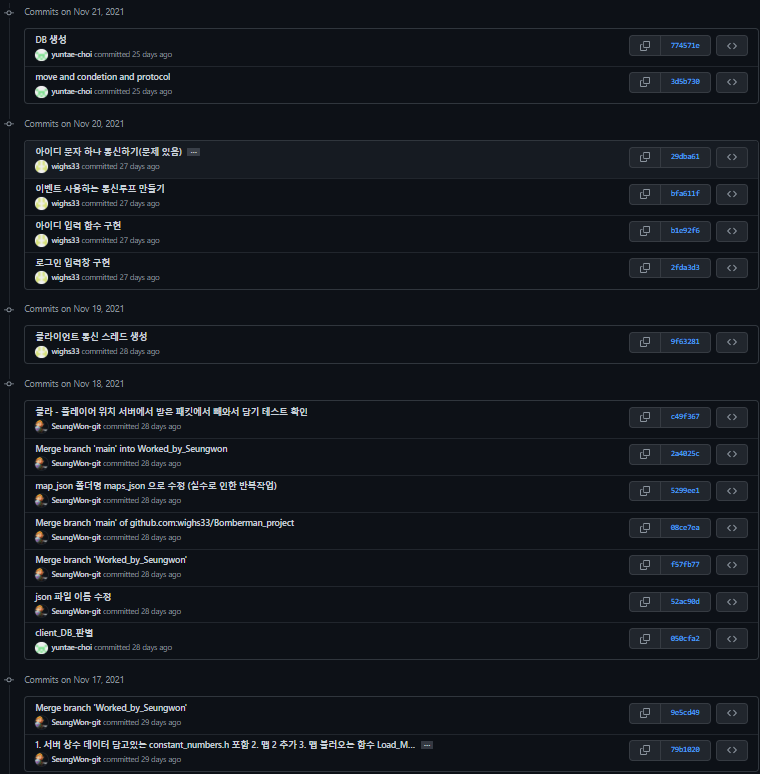 Commits on Nov 21, 2021
DB 생성
yuntae-choi committed 25 days ago
774571e
move and condetion and protocol
yuntae-choi committed 25 days ago
3d5b730
Commits on Nov 20, 2021
아이디 문자 하나 통신하기(문제 있음)
wighs33 committed 27 days ago
29dba61
이벤트 사용하는 통신루프 만들기
wighs33 committed 27 days ago
bfa611f
아이디 입력 함수 구현
wighs33 committed 27 days ago
b1e92f6
로그인 입력창 구현
wighs33 committed 27 days ago
2fda3d3
Commits on Nov 19, 2021
클라이언트 통신 스레드 생성
wighs33 committed 28 days ago
9f63281
Commits on Nov 18, 2021
클라 - 플레이어 위치 서버에서 받은 패킷에서 빼와서 담기 테스트 확인
SeungWon-git committed 28 days ago
c49f367
Merge branch 'main' into Worked_by_Seungwon
SeungWon-git committed 28 days ago
2a4025c
map_json 폴더명 maps_json 으로 수정 (실수로 인한 반복작업)
SeungWon-git committed 28 days ago
5299ee1
Merge branch 'main' of github.com:wighs33/Bomberman_project
SeungWon-git committed 28 days ago
08ce7ea
Merge branch 'Worked_by_Seungwon'
SeungWon-git committed 28 days ago
f57fb77
json 파일 이름 수정
SeungWon-git committed 28 days ago
52ac90d
client_DB_판별
yuntae-choi committed 28 days ago
050cfa2
Commits on Nov 17, 2021
Merge branch 'Worked_by_Seungwon'
SeungWon-git committed 29 days ago
9e5cd49
1. 서버 상수 데이터 담고있는 constant_numbers.h 포함 2. 맵 2 추가 3. 맵 불러오는 함수 Load_M...
SeungWon-git committed 29 days ago
79b1020